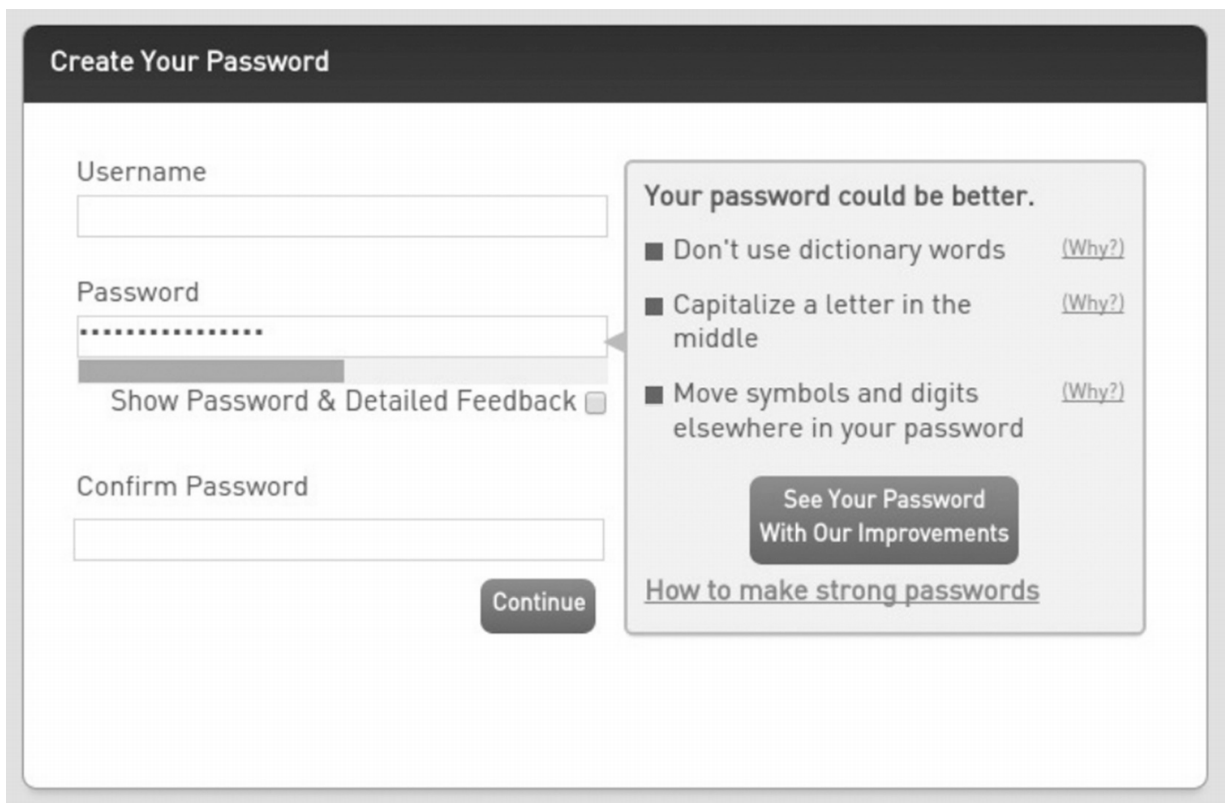 Create Your Password
Username
Password
Show Password & Detailed Feedback
Confirm Password
Continue
Your password could be better.
Don't use dictionary words (Why?)
Capitalize a letter in the (Why?)
middle
Move symbols and digits (Why?)
elsewhere in your password
See Your Password
With Our Improvements
How to make strong passwords